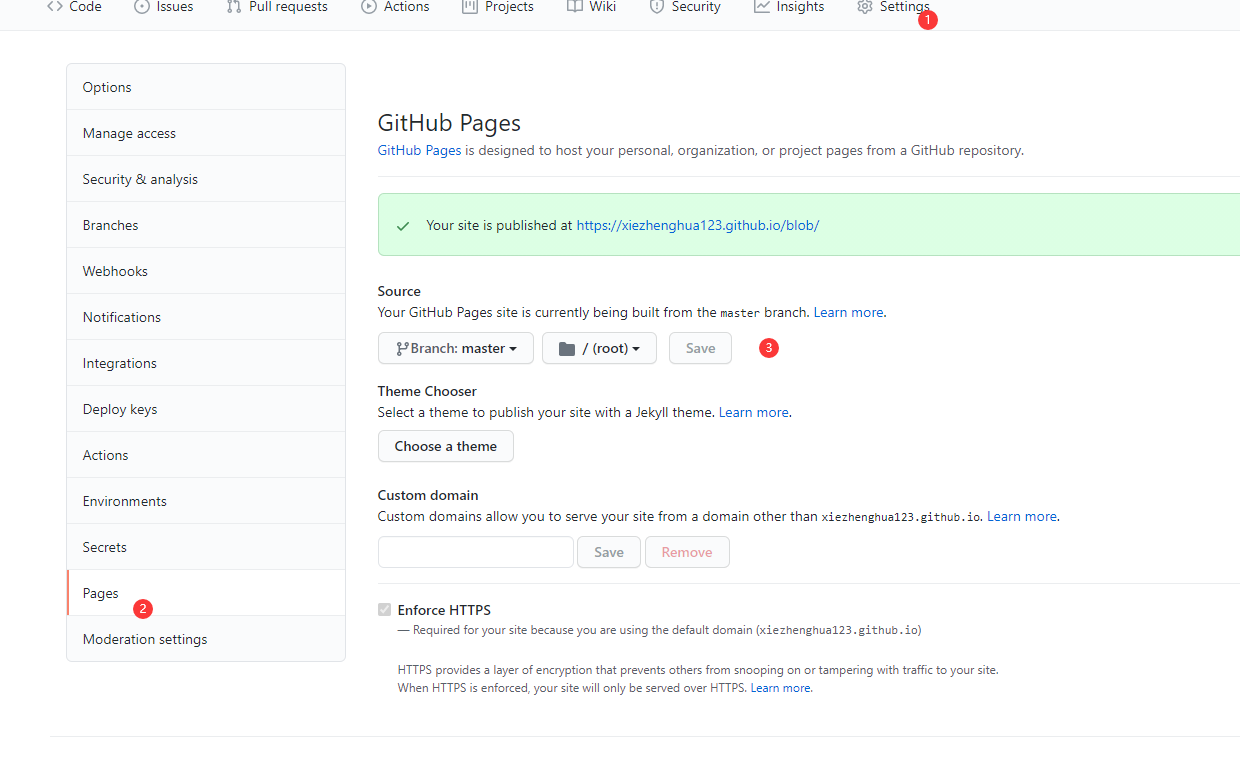 Code Issues Pull requests Actions Projects Wiki Security Insights Settings
1
Options
Manage access
Security & analysis
Branches
Webhooks
Notifications
Integrations
Deploy keys
Actions
Environments
Secrets
Pages
2
Moderation settings
GitHub Pages
GitHub Pages is designed to host your personal, organization, or project pages from a GitHub repository.
Your site is published at https://xiezhenghua123.github.io/blob/
Source
Your GitHub Pages site is currently being built from the master branch. Learn more.
Branch: master / (root) Save 3
Theme Chooser
Select a theme to publish your site with a Jekyll theme. Learn more.
Choose a theme
Custom domain
Custom domains allow you to serve your site from a domain other than xiezhenghua123.github.io. Learn more.
Save Remove
Enforce HTTPS
— Required for your site because you are using the default domain (xiezhenghua123.github.io)
HTTPS provides a layer of encryption that prevents others from snooping on or tampering with traffic to your site.
When HTTPS is enforced, your site will only be served over HTTPS. Learn more.